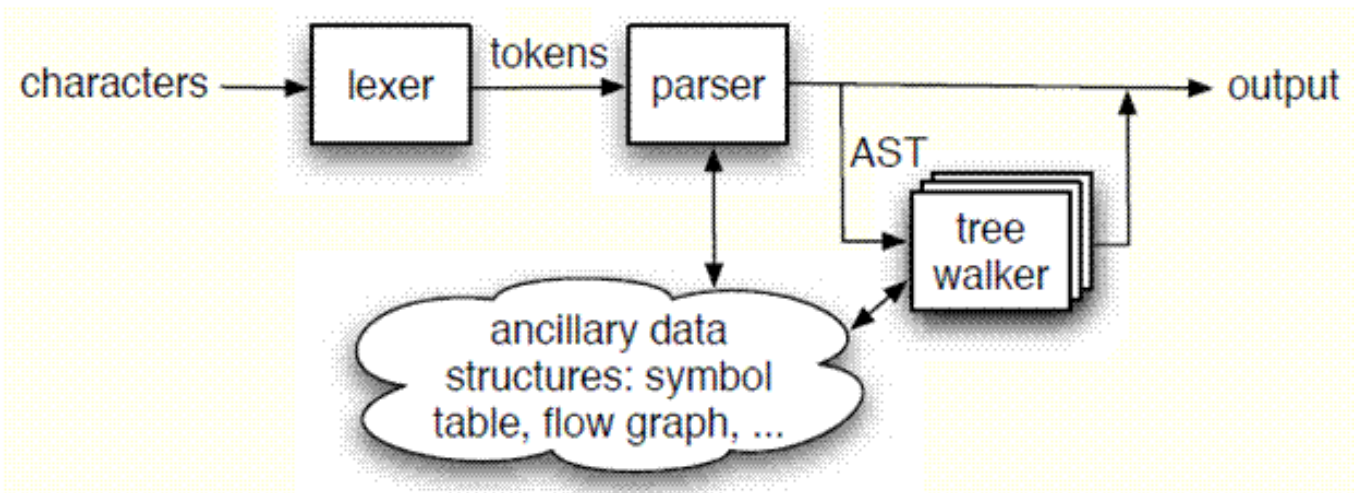 characters
lexer
tokens
parser
output
AST
tree
walker
ancillary data
structures: symbol
table, flow graph, ...